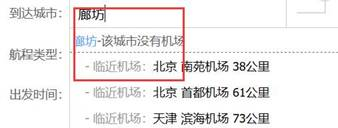 到达城市： 廊坊
廊坊-该城市没有机场
航程类型：
- 临近机场： 北京 南苑机场 38公里
出发时间：
- 临近机场： 北京 首都机场 61公里
- 临近机场： 天津 滨海机场 73公里